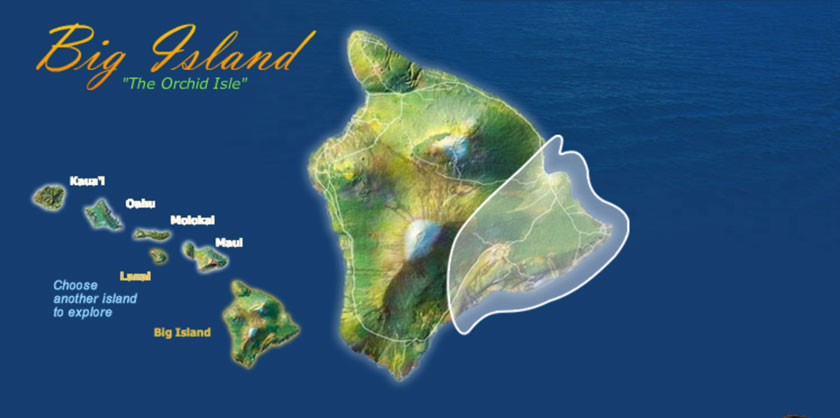 Big Island
"The Orchid Isle"
Kaua'i
Oahu
Molokai
Maui
Lanai
Choose
another island
to explore
Big Island